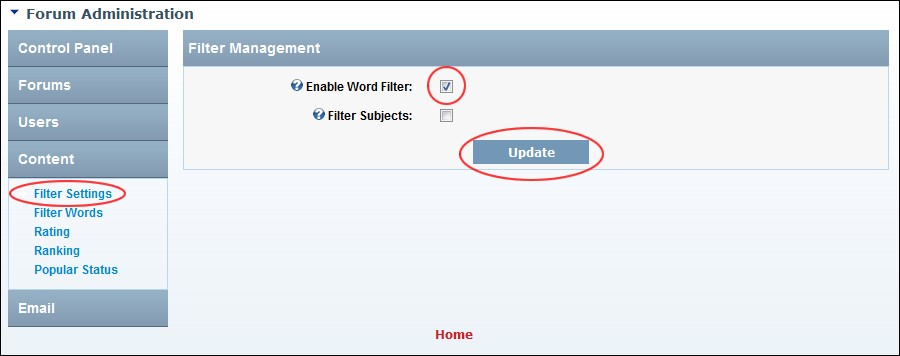 Forum Administration
Control Panel
Forums
Users
Content
Filter Settings
Filter Words
Rating
Ranking
Popular Status
Email
Filter Management
Enable Word Filter:
Filter Subjects:
Update
Home